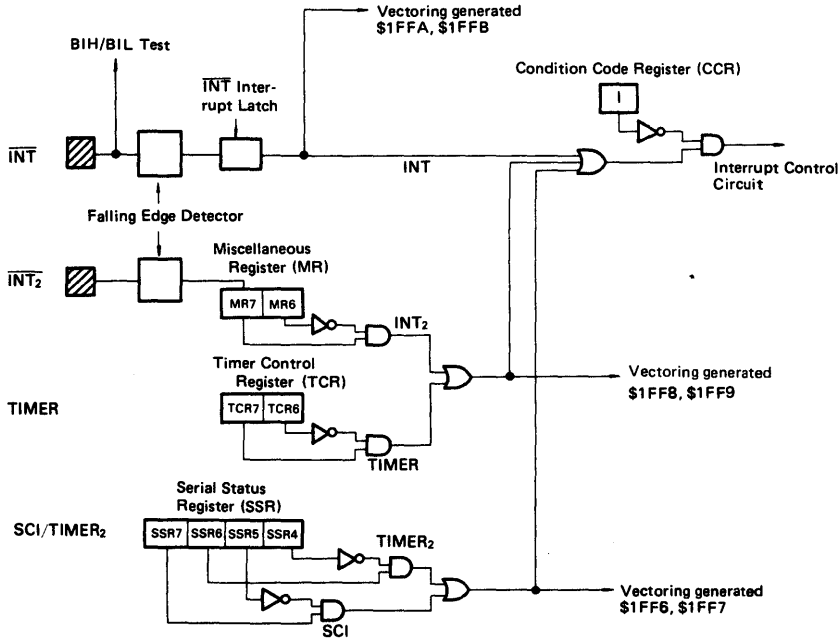 Vectoring generated
$1FFA, $1FFB
BIH/BIL Test
INT Inter-
rupt Latch
Condition Code Register (CCR)
I
INT
INT
Interrupt Control
Circuit
Falling Edge Detector
Miscellaneous
Register (MR)
INT2
MR7 MR6
INT2
Timer Control
Register (TCR)
Vectoring generated
$1FF8, $1FF9
TIMER
TCR7 TCR6
TIMER
Serial Status
Register (SSR)
SCI/TIMER2
SSR7 SSR6 SSR5 SSR4
TIMER2
Vectoring generated
$1FF6, $1FF7
SCI